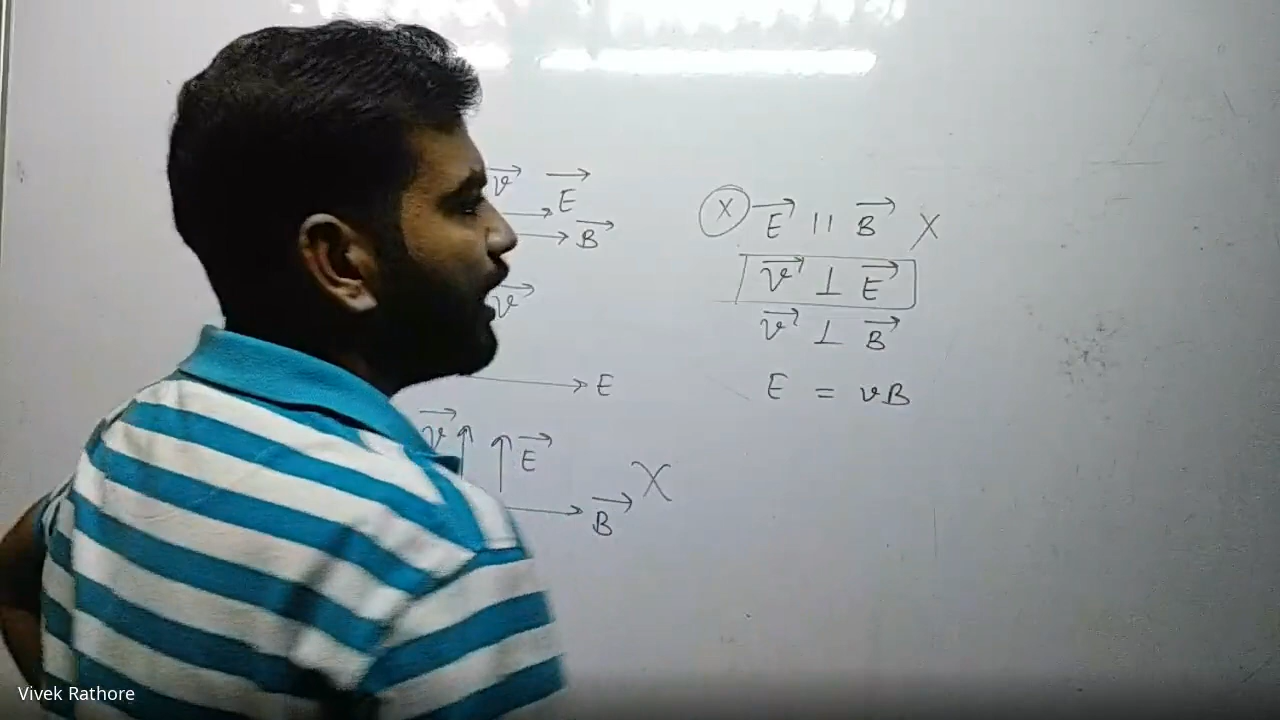 v⃗ E⃗
B⃗
v⃗
E
v⃗ E⃗
B⃗ X
(X) E⃗ || B⃗ X
v⃗ ⊥ E⃗
v⃗ ⊥ B⃗
E = vB
Vivek Rathore